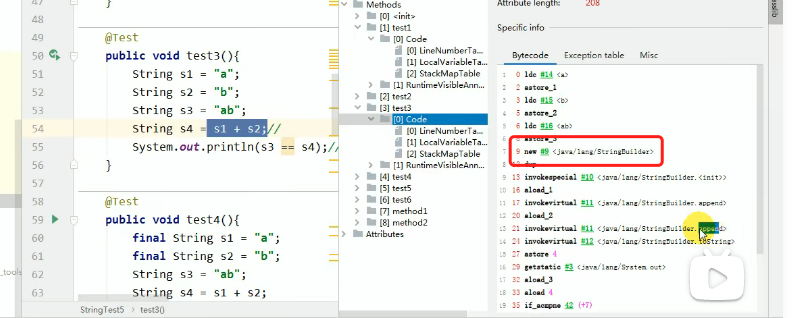 47
48
49
50
51
52
53
54
55
56
57
58
59
60
61
62
63
}
@Test
public void test3(){
String s1 = "a";
String s2 = "b";
String s3 = "ab";
String s4 = s1 + s2;//
System.out.println(s3 == s4);//
}
@Test
public void test4(){
final String s1 = "a";
final String s2 = "b";
String s3 = "ab";
String s4 = s1 + s2;
StringTest5 › test3()
_tools
Methods
[0] <init>
[1] test1
[0] Code
[0] LineNumberTa...
[1] LocalVariableT...
[2] StackMapTable
[1] RuntimeVisibleAnn...
[2] test2
[3] test3
[0] Code
[0] LineNumberTa...
[1] LocalVariableT...
[2] StackMapTable
[1] RuntimeVisibleAnn...
[4] test4
[5] test5
[6] test6
[7] method1
[8] method2
Attributes
Attribute length: 208
Specific info
Bytecode Exception table Misc
1 0 ldc #14 <a>
2 2 astore_1
3 3 ldc #15 <b>
4 5 astore_2
5 6 ldc #16 <ab>
6 8 astore_3
7 9 new #9 <java/lang/StringBuilder>
8 12 dup
9 13 invokespecial #10 <java/lang/StringBuilder.<init>>
10 16 aload_1
11 17 invokevirtual #11 <java/lang/StringBuilder.append>
12 20 aload_2
13 21 invokevirtual #11 <java/lang/StringBuilder.append>
14 24 invokevirtual #12 <java/lang/StringBuilder.toString>
15 27 astore 4
16 29 getstatic #3 <java/lang/System.out>
17 32 aload_3
18 33 aload 4
19 35 if_acmpne 42 (+7)